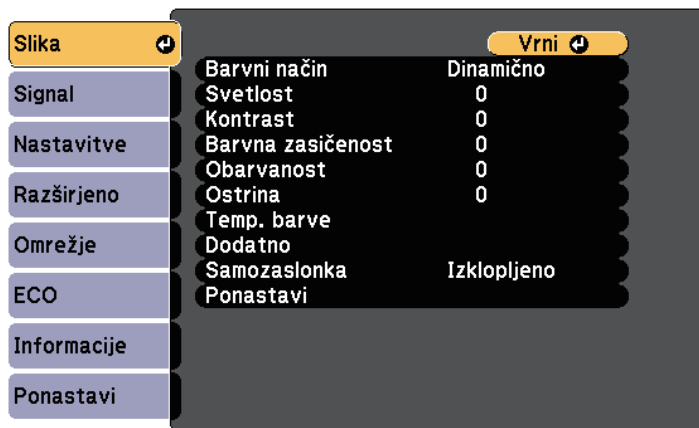 Slika
Signal
Nastavitve
Razširjeno
Omrežje
ECO
Informacije
Ponastavi
Vrni
Barvni način Dinamično
Svetlost 0
Kontrast 0
Barvna zasičenost 0
Obarvanost 0
Ostrina 0
Temp. barve
Dodatno
Samozaslonka Izklopljeno
Ponastavi